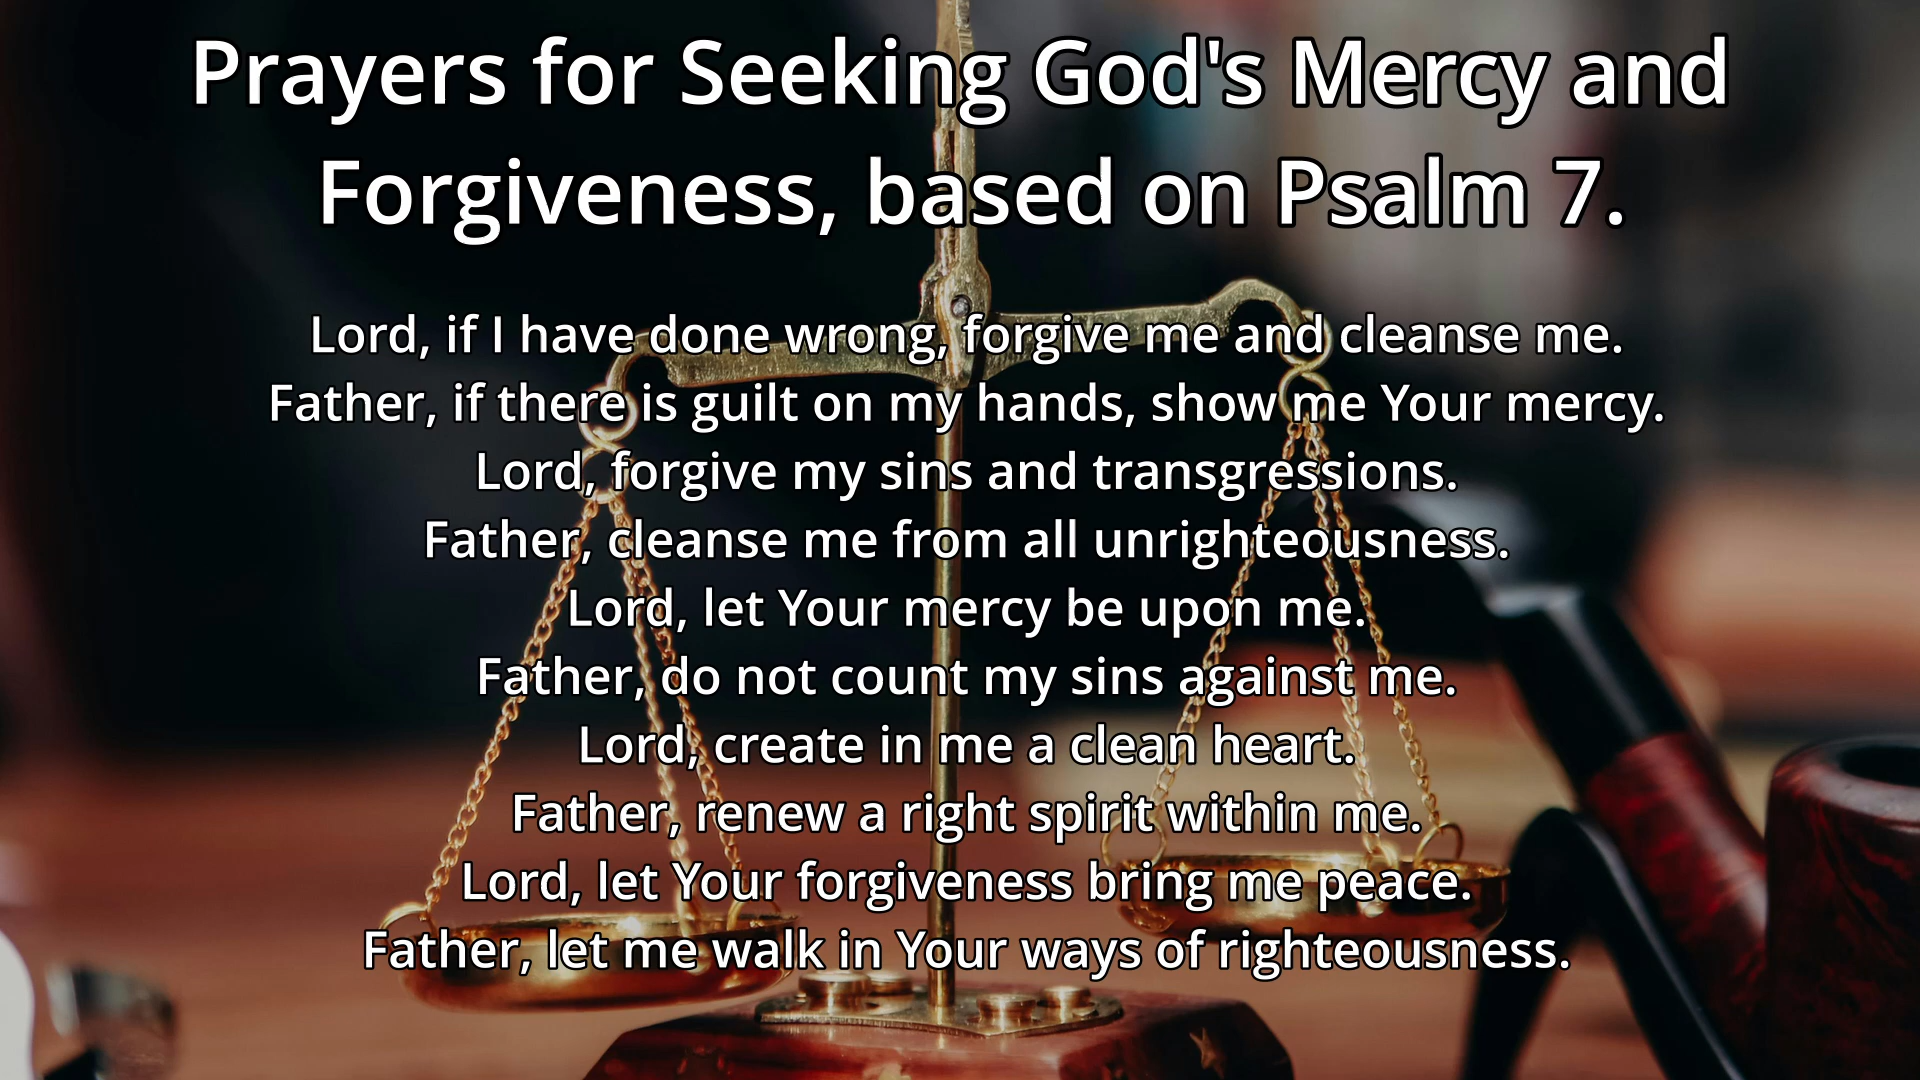 Prayers for Seeking God's Mercy and
Forgiveness, based on Psalm 7.
Lord, if I have done wrong, forgive me and cleanse me.
Father, if there is guilt on my hands, show me Your mercy.
Lord, forgive my sins and transgressions.
Father, cleanse me from all unrighteousness.
Lord, let Your mercy be upon me.
Father, do not count my sins against me.
Lord, create in me a clean heart.
Father, renew a right spirit within me.
Lord, let Your forgiveness bring me peace.
Father, let me walk in Your ways of righteousness.